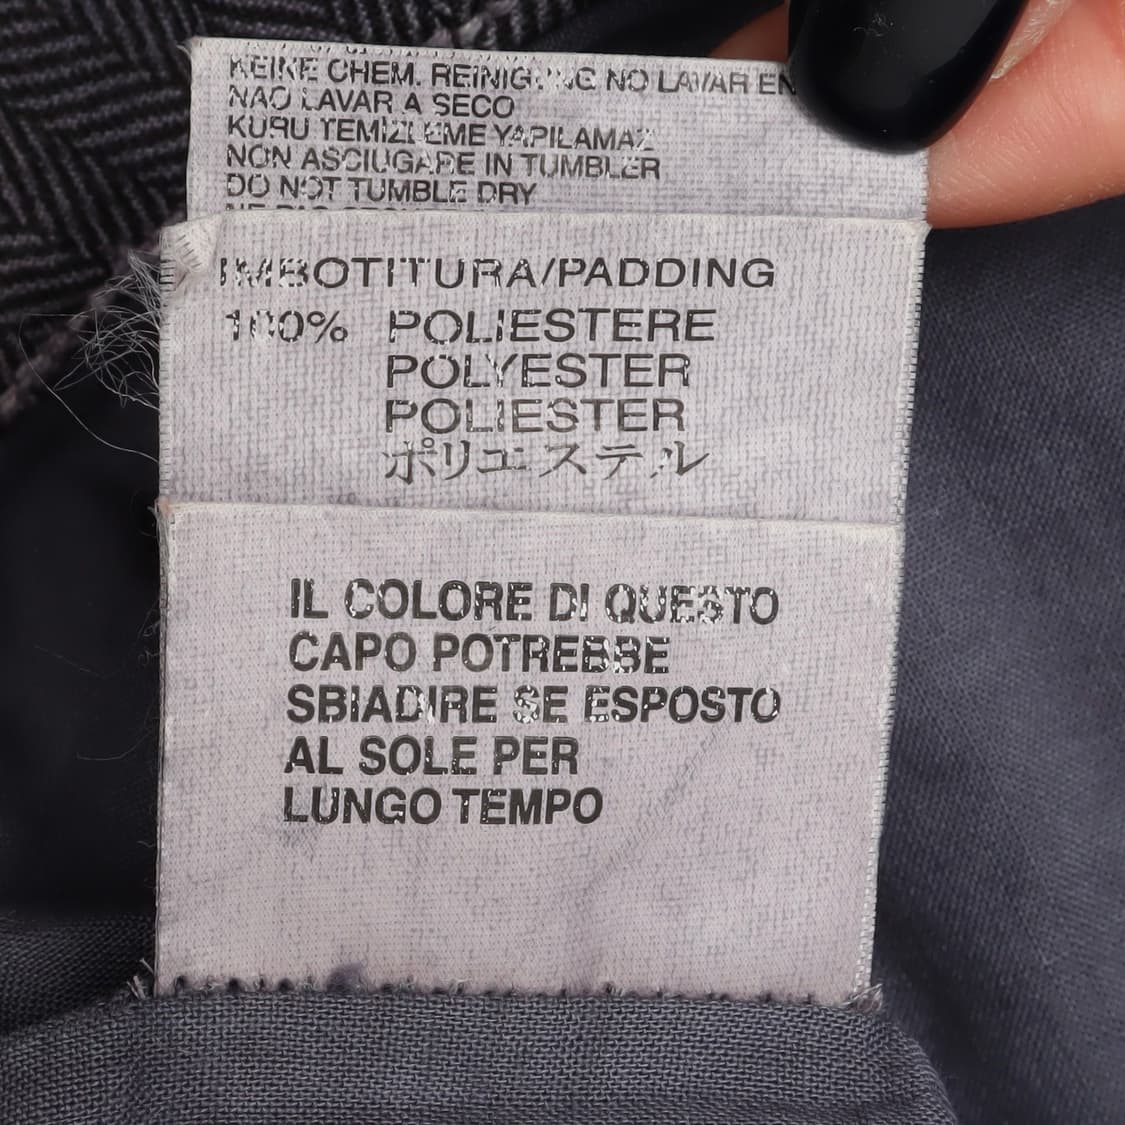 KEINE CHEM. REINIGUNG NO LAVAR EN
NAO LAVAR A SECO
KURU TEMIZLEME YAPILAMAZ
NON ASCIUGARE IN TUMBLER
DO NOT TUMBLE DRY
IMBOTITURA/PADDING
100% POLIESTERE
POLYESTER
POLIESTER
ポリエステル
IL COLORE DI QUESTO
CAPO POTREBBE
SBIADIRE SE ESPOSTO
AL SOLE PER
LUNGO TEMPO